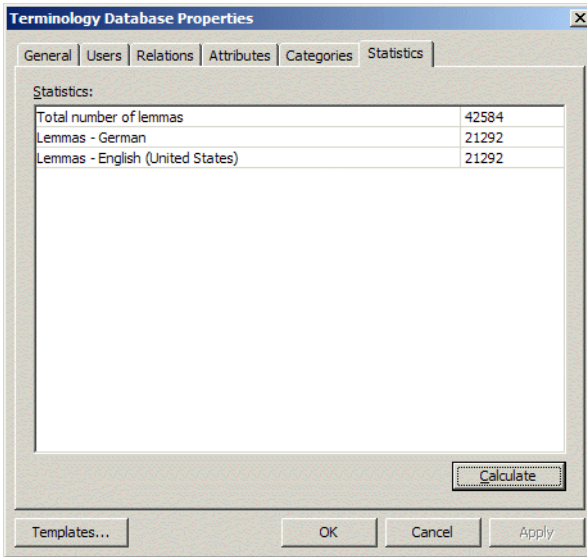 Terminology Database Properties
General Users Relations Attributes Categories Statistics
Statistics:
Total number of lemmas 42584
Lemmas - German 21292
Lemmas - English (United States) 21292
Calculate
Templates... OK Cancel Apply